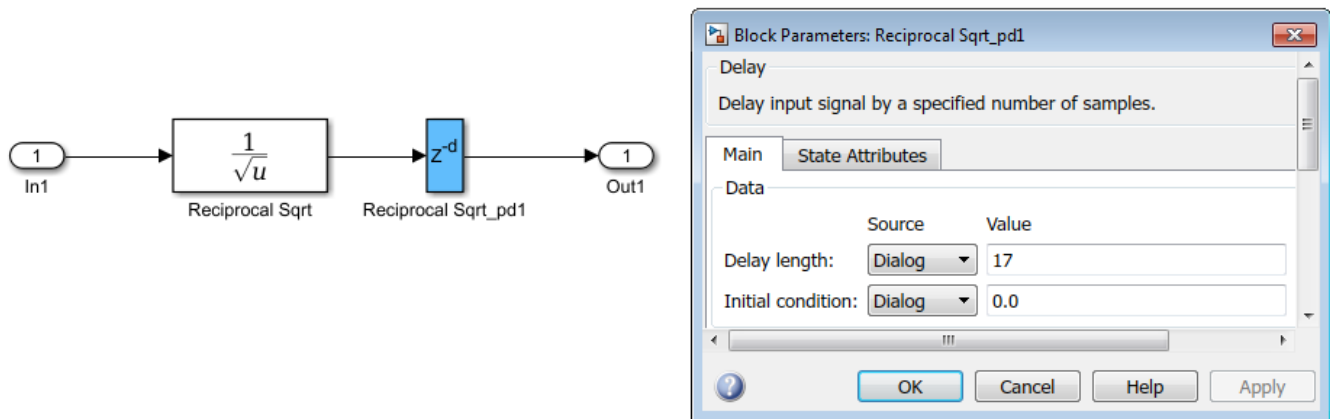 1
In1
1
√u
Reciprocal Sqrt
Z-d
Reciprocal Sqrt_pd1
1
Out1
Block Parameters: Reciprocal Sqrt_pd1
Delay
Delay input signal by a specified number of samples.
Main State Attributes
Data
Source Value
Delay length: Dialog 17
Initial condition: Dialog 0.0
? OK Cancel Help Apply